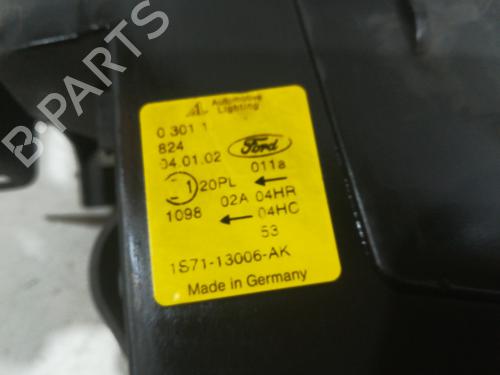 B-PARTS
Automotive
Lighting
0 301 1
824
04.01.02
Ford
011a
1 20PL
02A 04HR
1098
04HC
53
1S71-13006-AK
Made in Germany